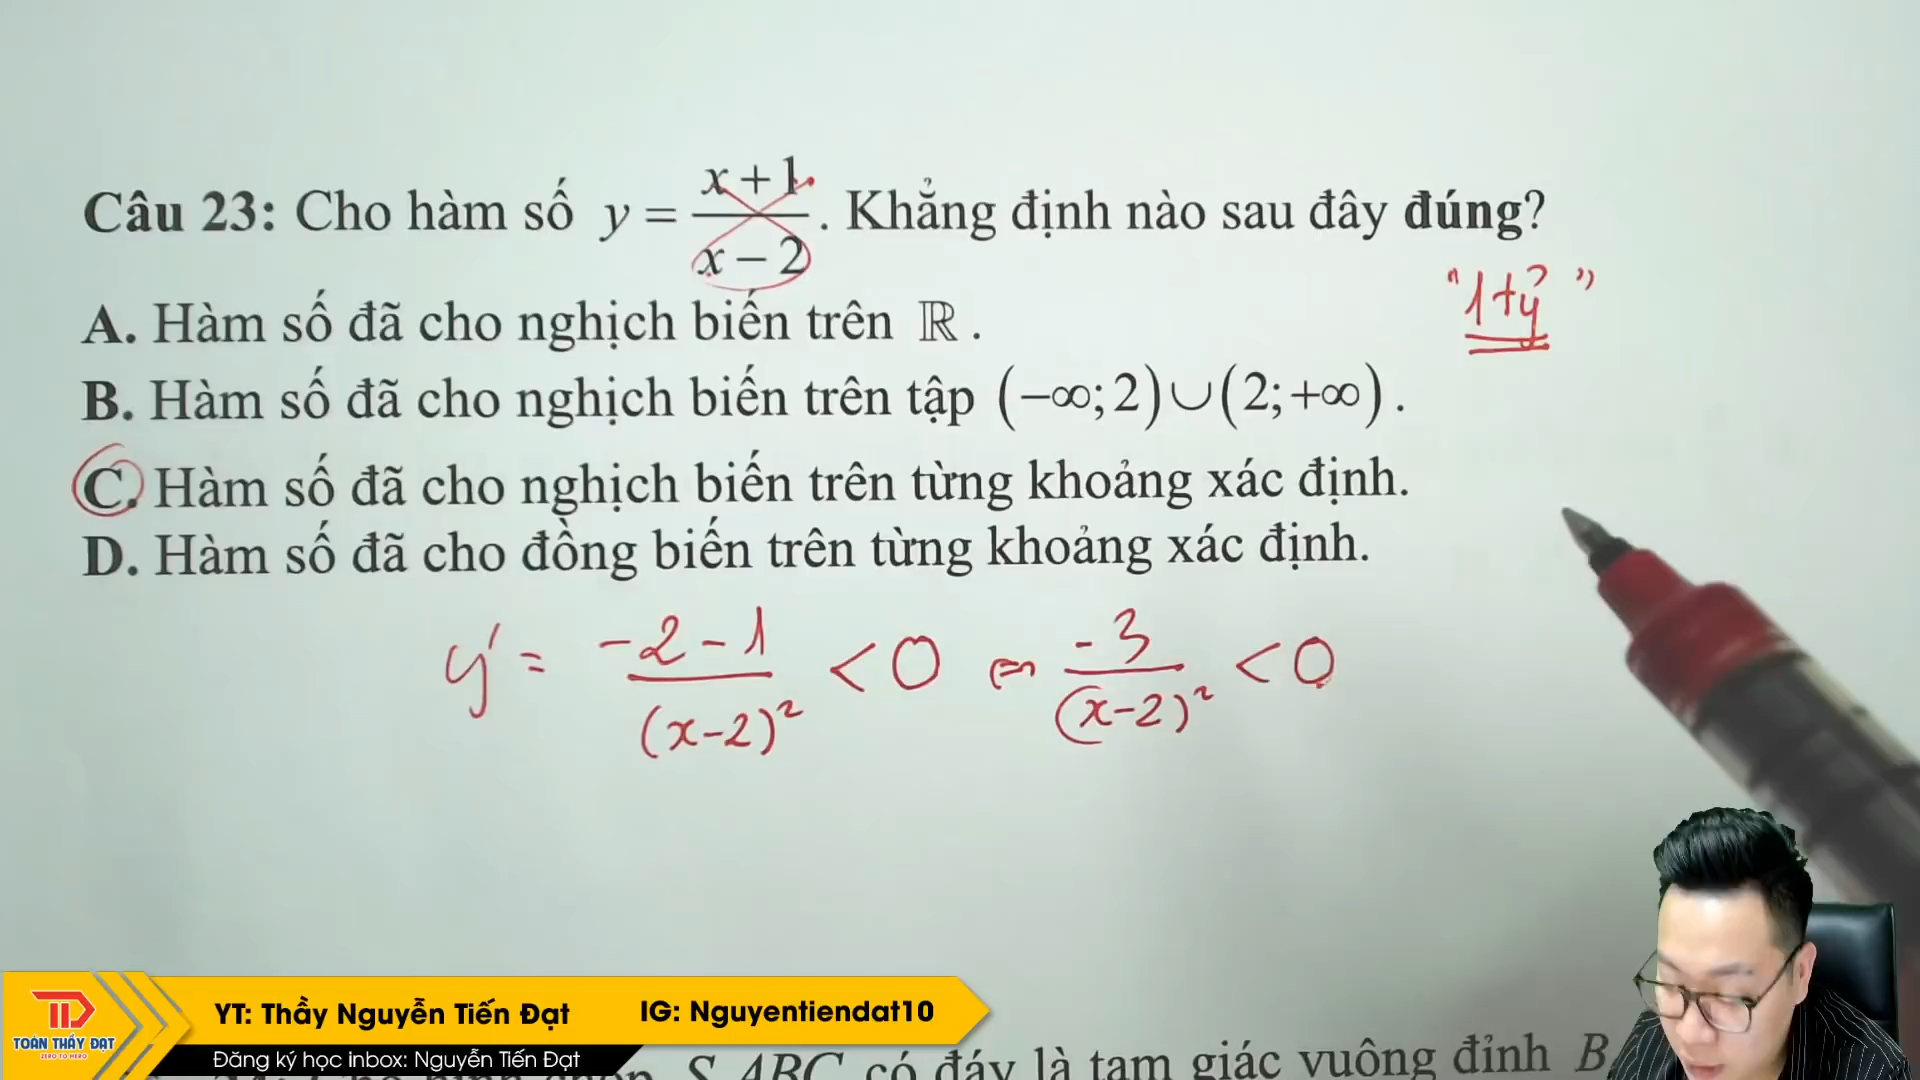 Câu 23: Cho hàm số y = x+1 / x−2 . Khẳng định nào sau đây đúng?
"1 tỷ"
A. Hàm số đã cho nghịch biến trên ℝ .
B. Hàm số đã cho nghịch biến trên tập (−∞;2)∪(2;+∞).
C. Hàm số đã cho nghịch biến trên từng khoảng xác định.
D. Hàm số đã cho đồng biến trên từng khoảng xác định.
y' = -2-1 / (x-2)² < 0 ⇔ -3 / (x-2)² < 0
TD
TOÁN THẦY ĐẠT
ZERO TO HERO
YT: Thầy Nguyễn Tiến Đạt IG: Nguyentiendat10
Đăng ký học inbox: Nguyễn Tiến Đạt
S.ABC có đáy là tam giác vuông đỉnh B